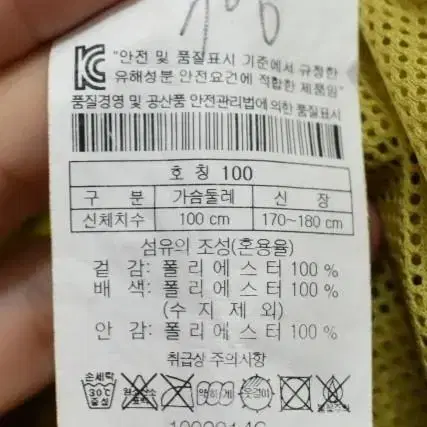 "안전 및 품질표시 기준에서 규정한
유해성분 안전요건에 적합한 제품임"
품질경영 및 공산품 안전관리법에 의한 품질표시
호 칭 100
구 분 가슴둘레 신 장
신체치수 100 cm 170~180 cm
섬유의 조성(혼용율)
겉 감: 폴리에스터 100 %
배 색: 폴리에스터 100 %
(수 지 제 외)
안 감: 폴리에스터 100 %
취급상 주의사항
손세탁
30℃
중성
약하게
옷걸이